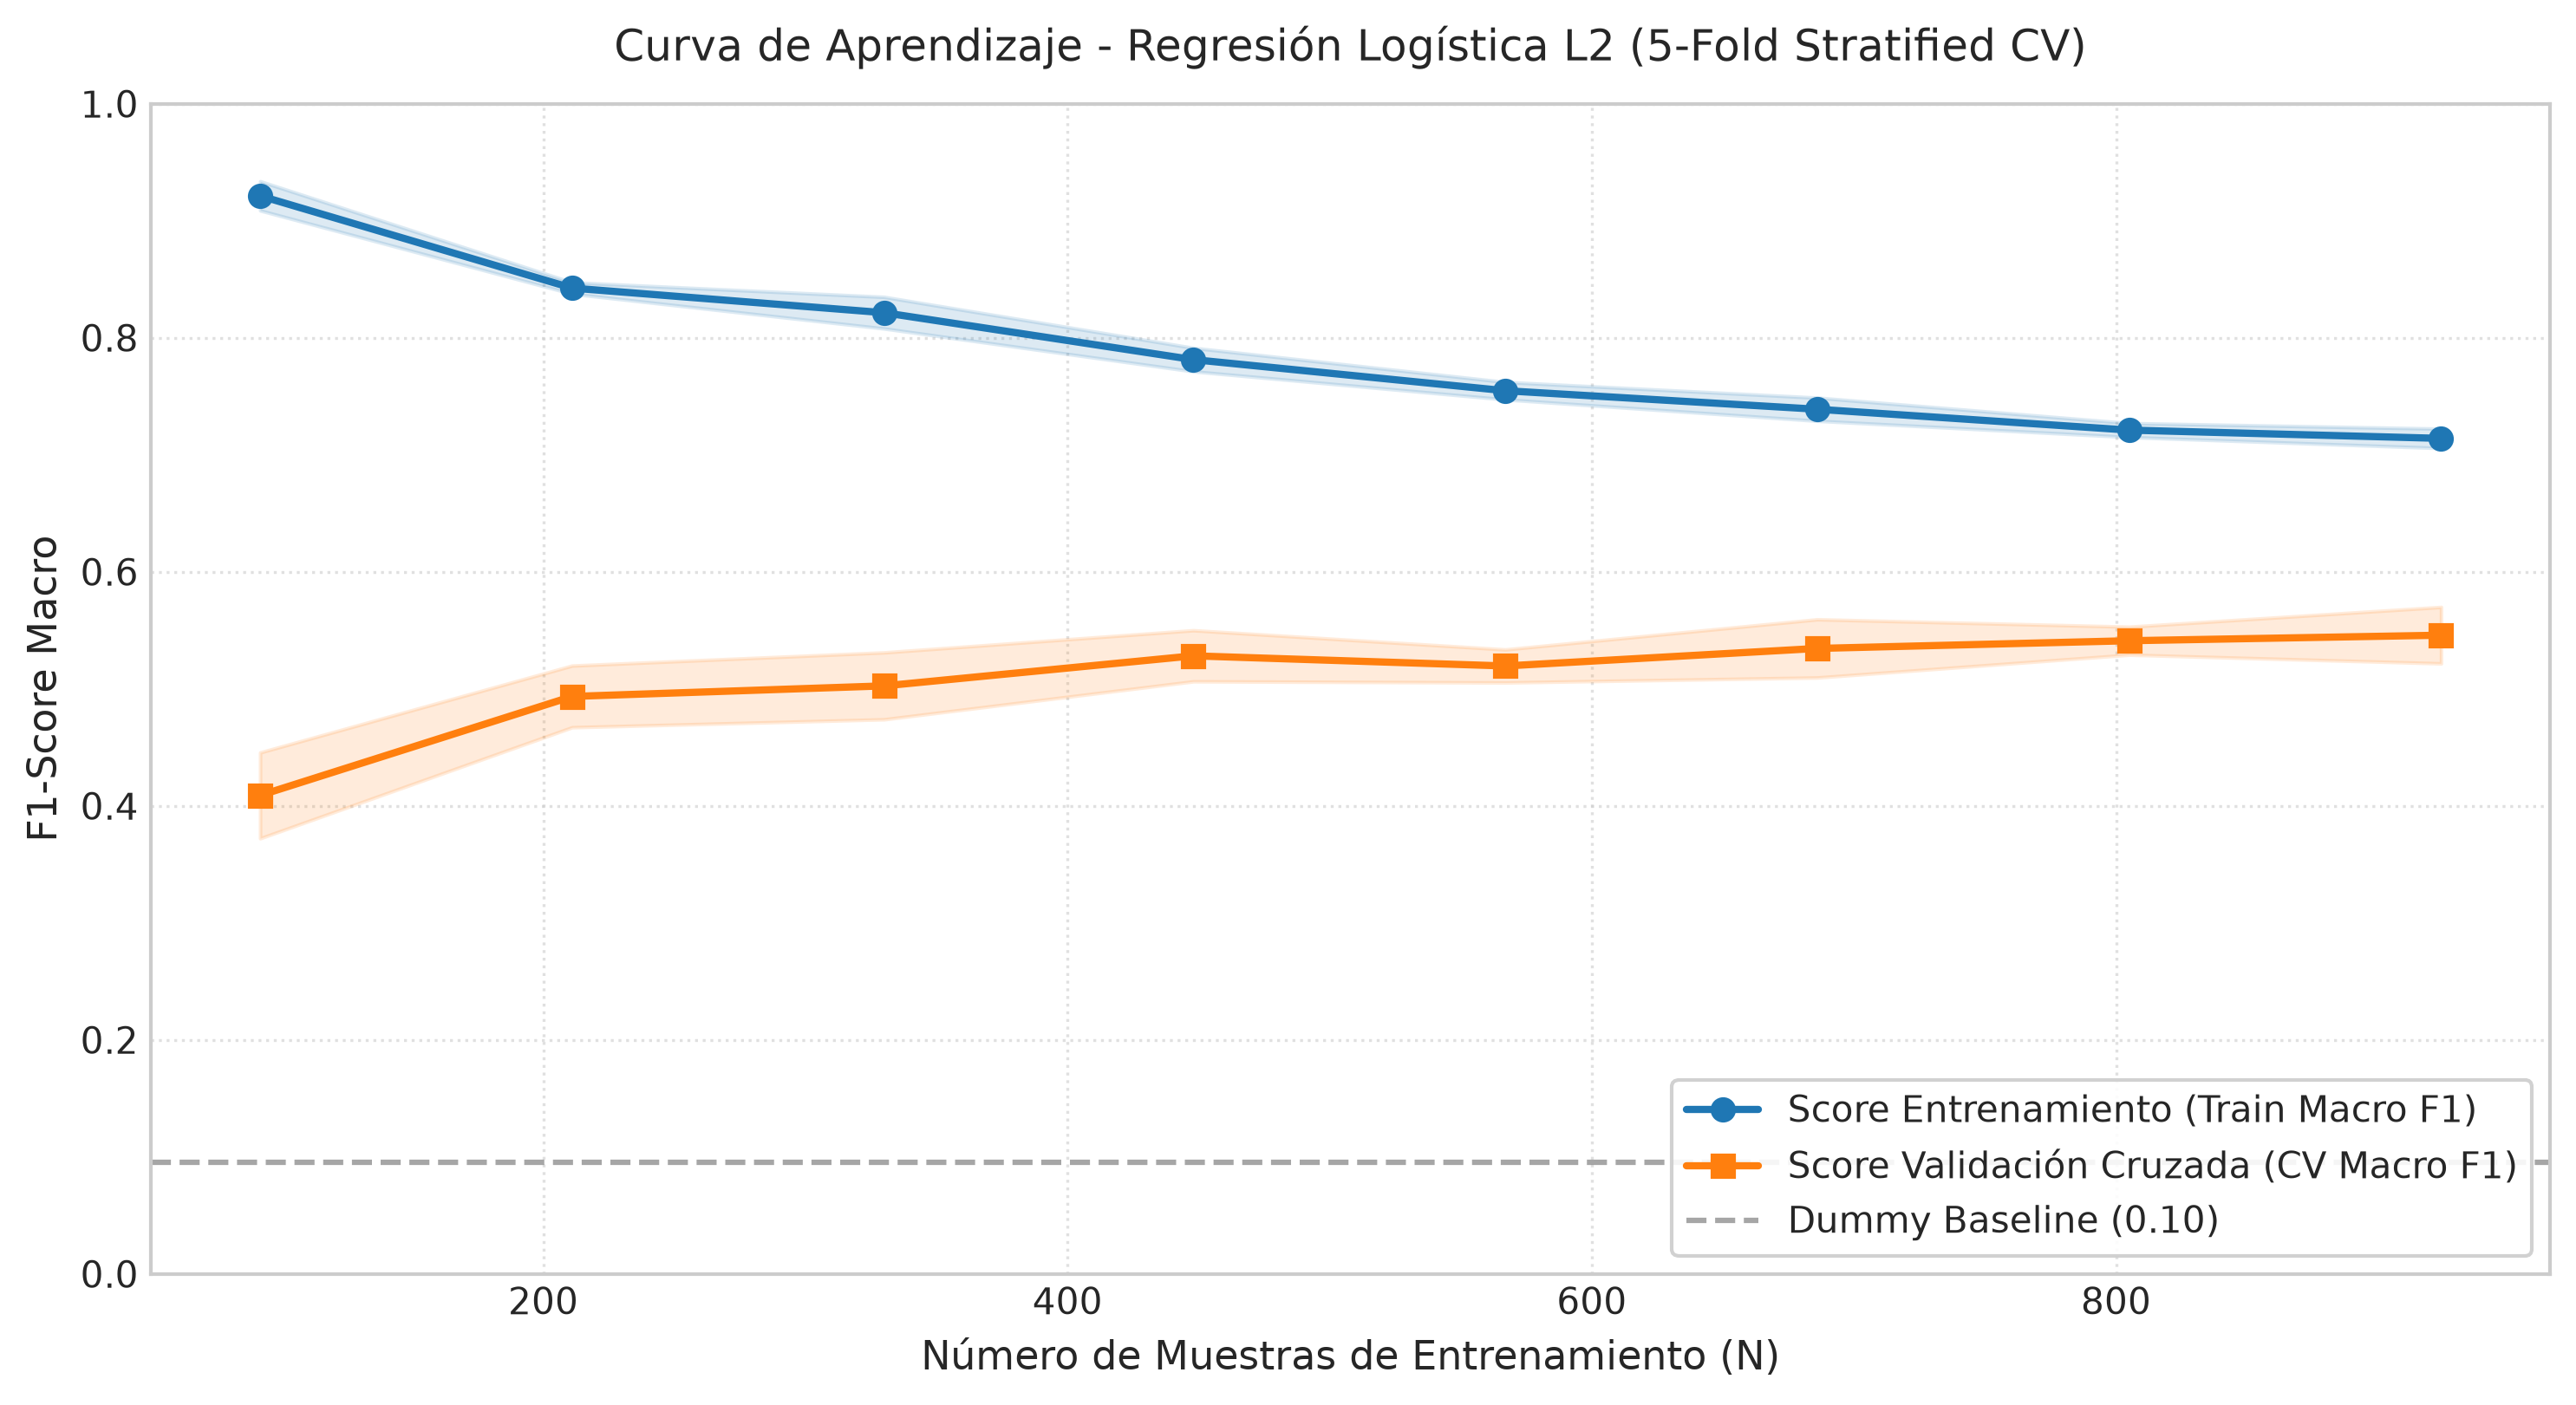 Curva de Aprendizaje - Regresión Logística L2 (5-Fold Stratified CV)
F1-Score Macro
1.0
0.8
0.6
0.4
0.2
0.0
200
400
600
800
Número de Muestras de Entrenamiento (N)
Score Entrenamiento (Train Macro F1)
Score Validación Cruzada (CV Macro F1)
Dummy Baseline (0.10)